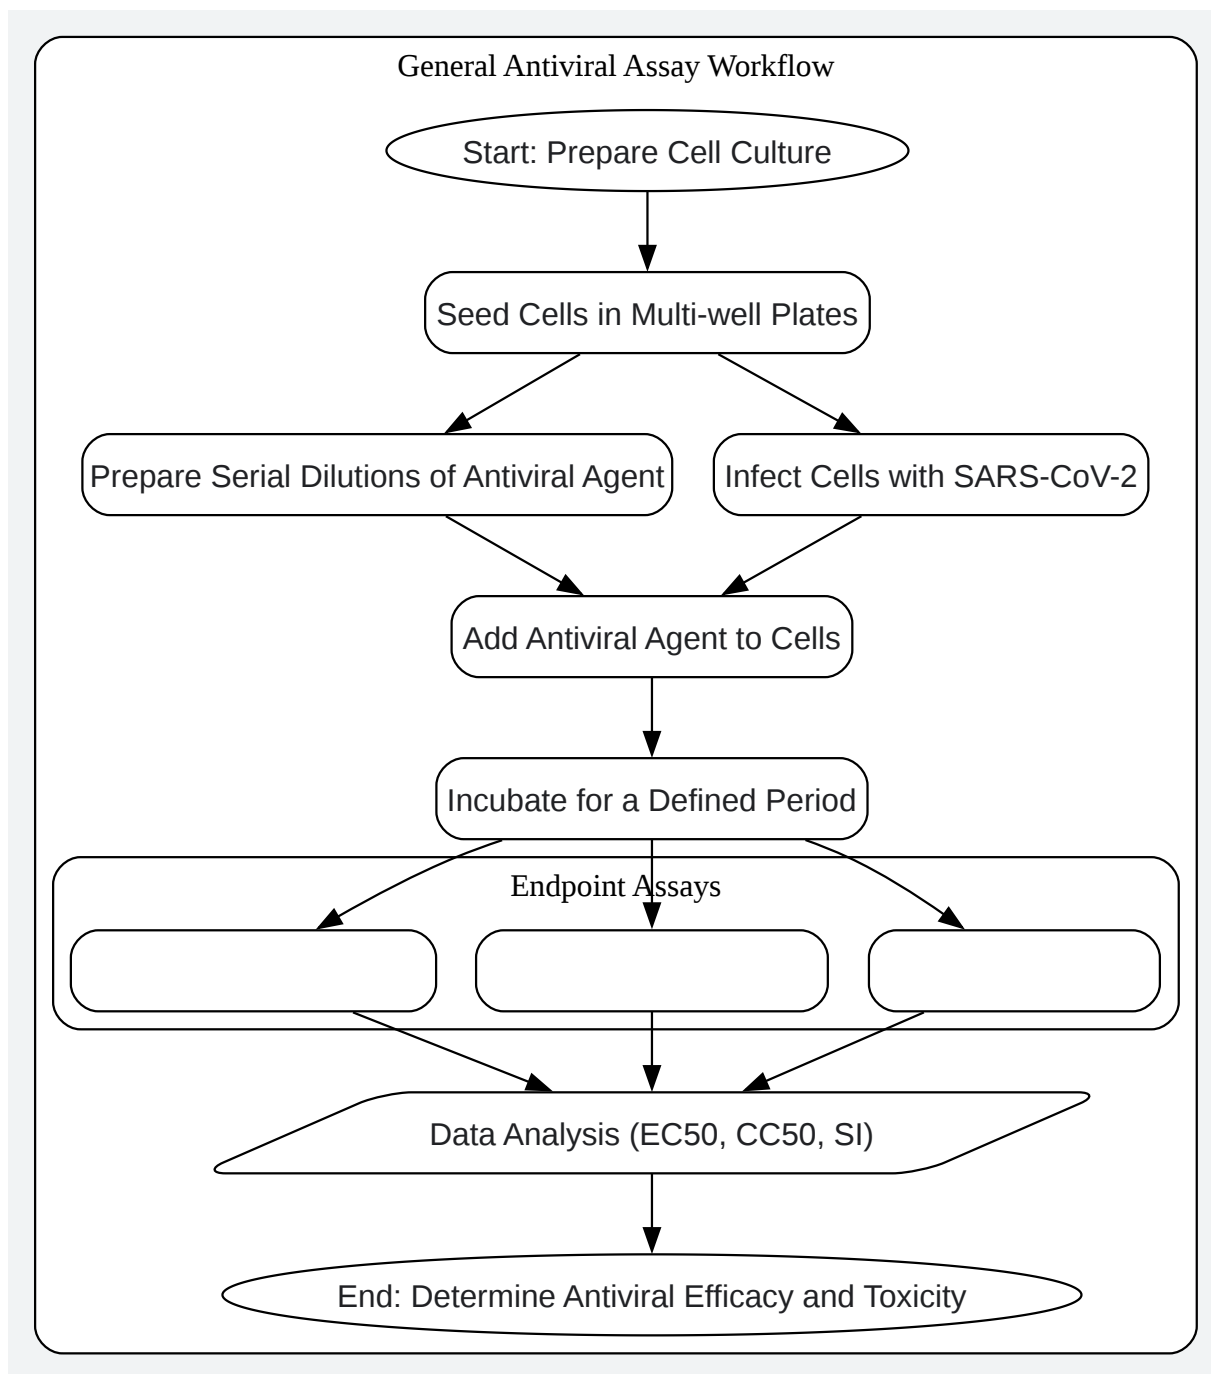 General Antiviral Assay Workflow
Start: Prepare Cell Culture
Seed Cells in Multi-well Plates
Prepare Serial Dilutions of Antiviral Agent
Infect Cells with SARS-CoV-2
Add Antiviral Agent to Cells
Incubate for a Defined Period
Endpoint Assays
Data Analysis (EC50, CC50, SI)
End: Determine Antiviral Efficacy and Toxicity